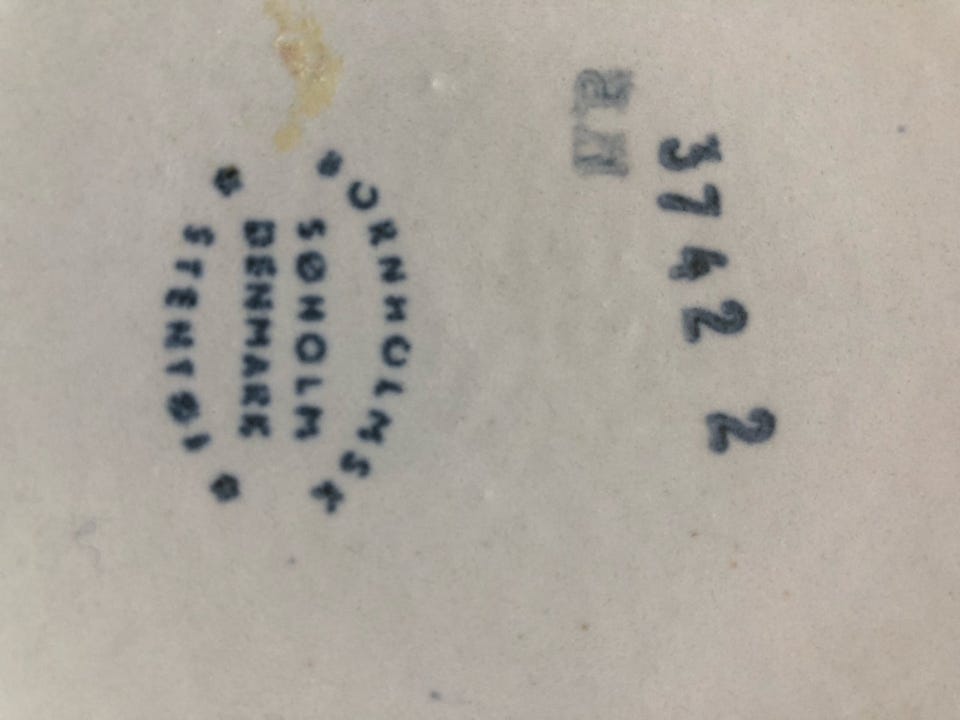 3742 2
BORNHOLMSK
SØHOLM
DENMARK
STENTØJ